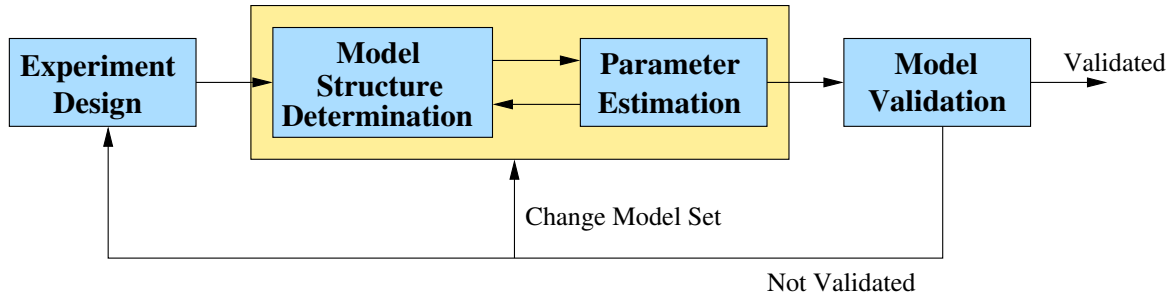 Experiment
Design
Model
Structure
Determination
Parameter
Estimation
Model
Validation
Validated
Change Model Set
Not Validated